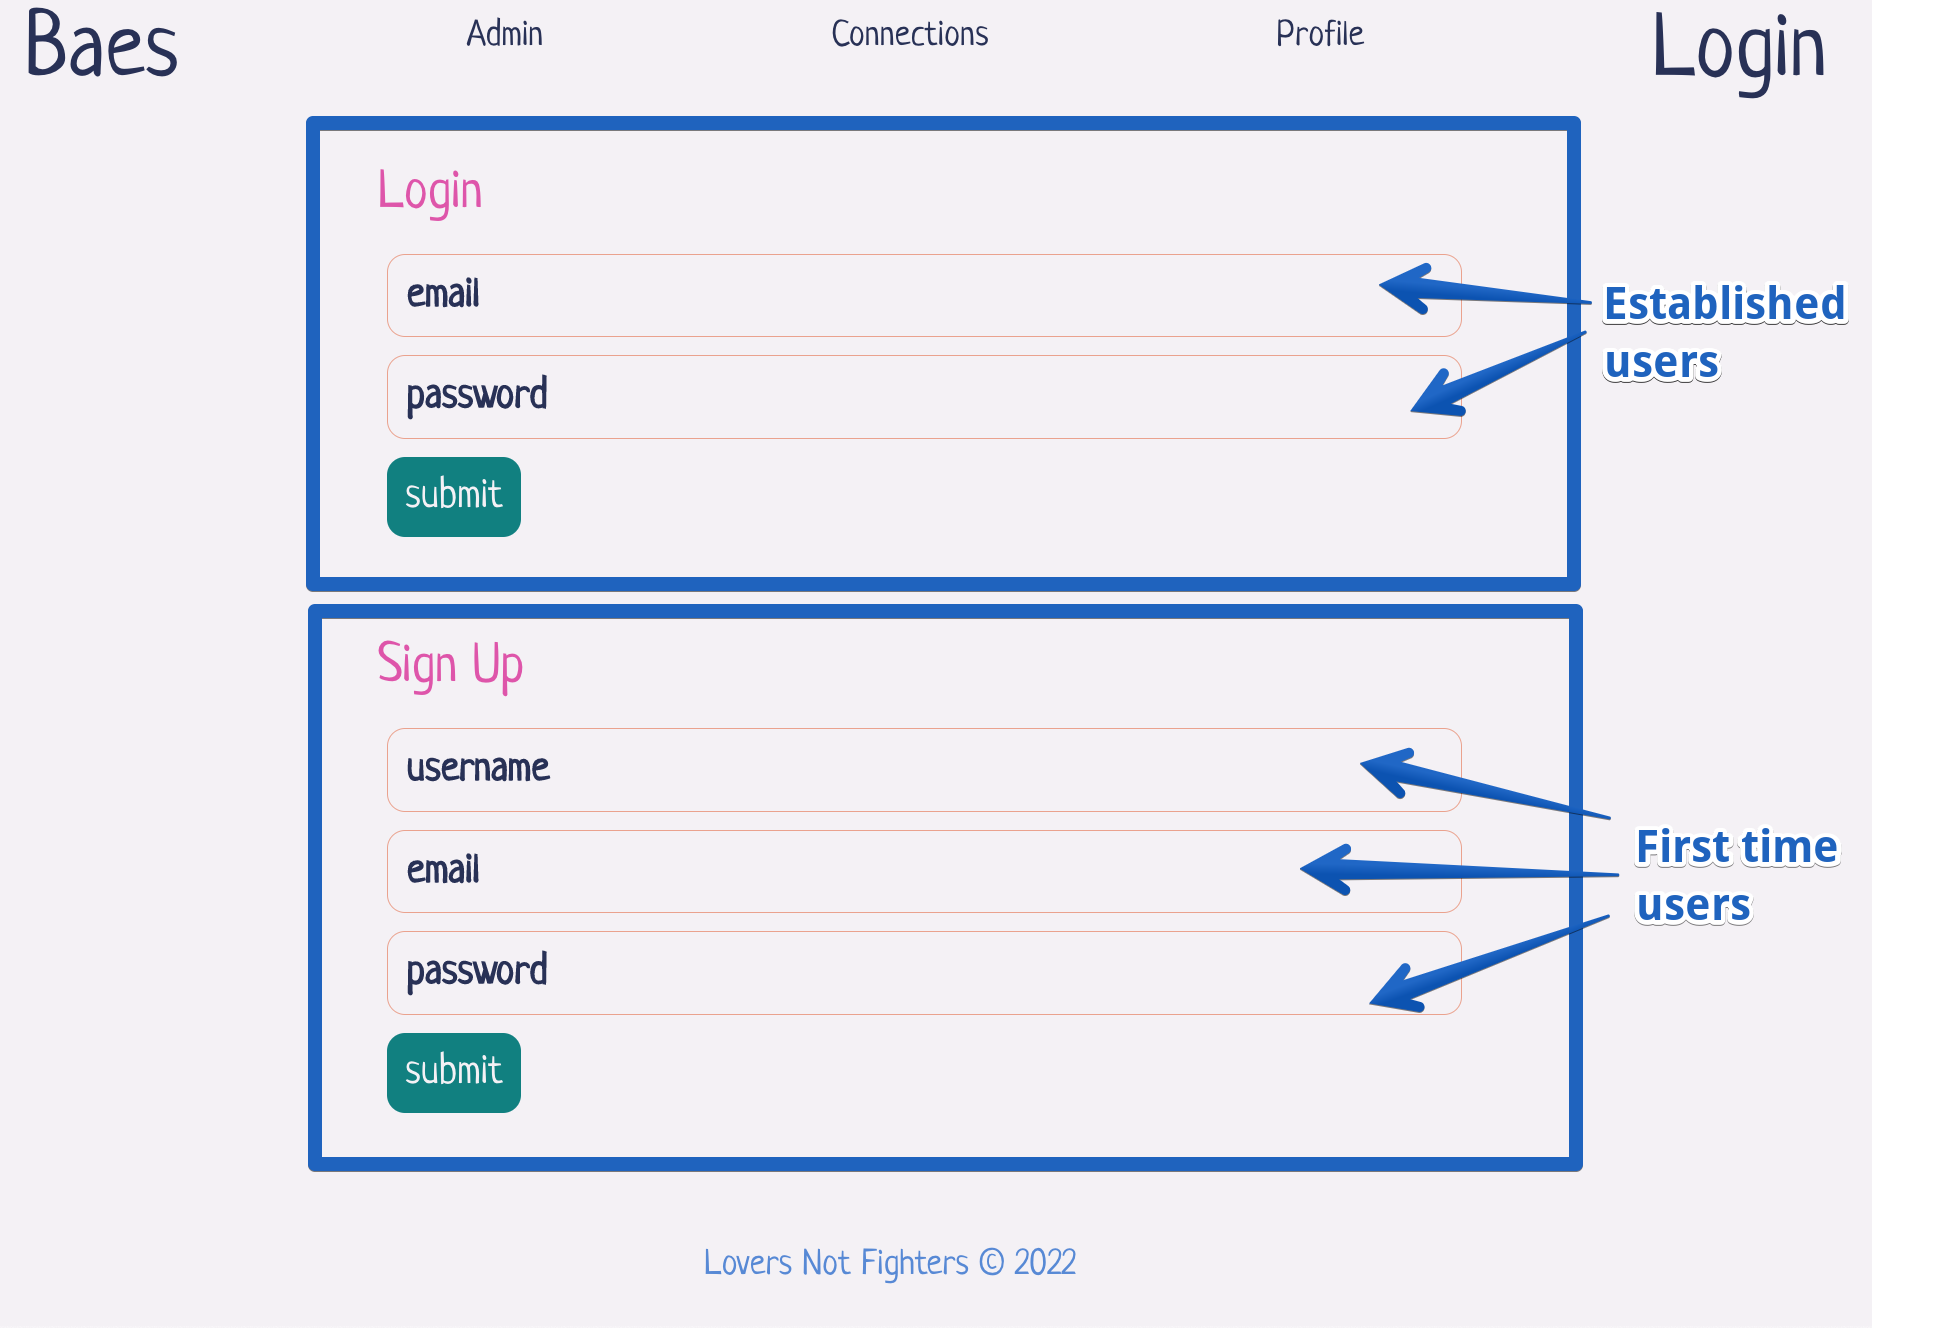 Baes
Admin
Connections
Profile
Login
Login
email
password
submit
Established
users
Sign Up
username
email
password
submit
First time
users
Lovers Not Fighters © 2022